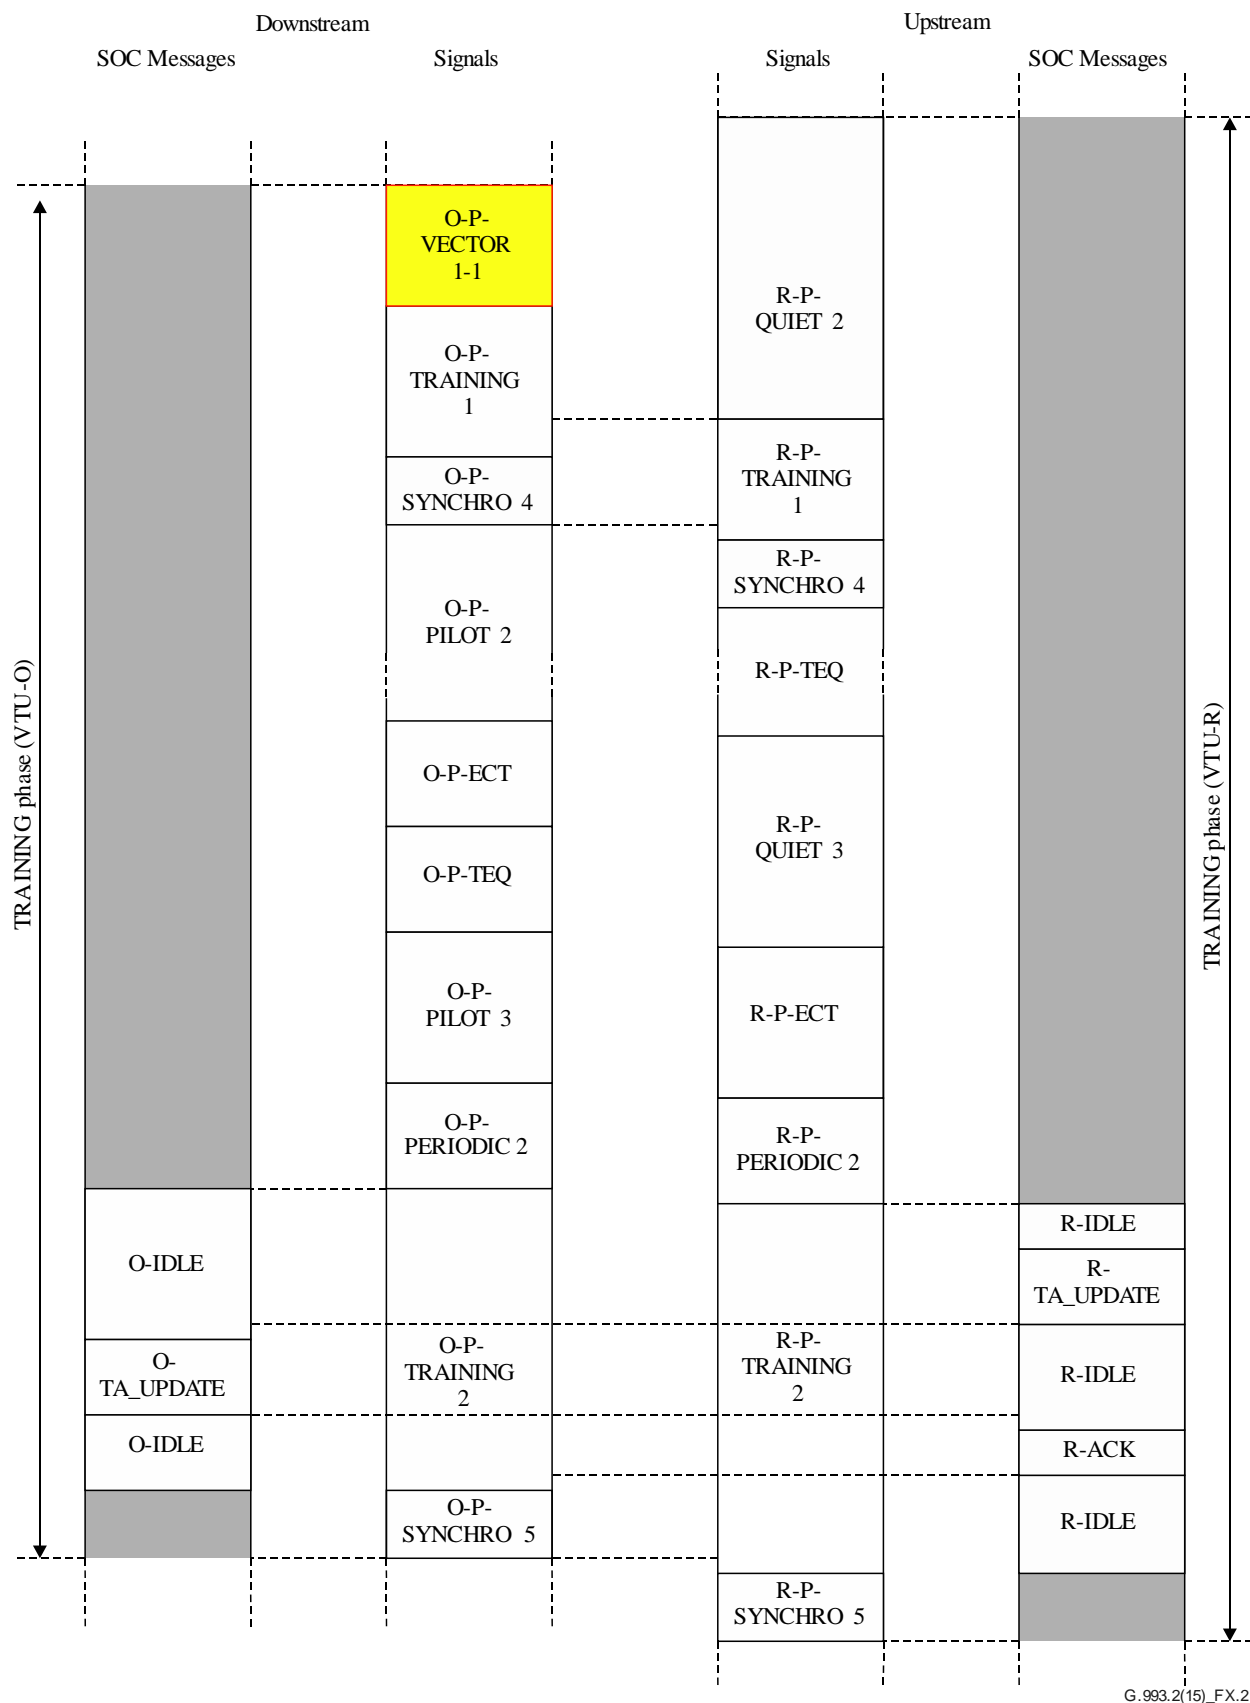 Downstream
Upstream
SOC Messages
Signals
Signals
SOC Messages
TRAINING phase (VTU-O)
O-P-
VECTOR
1-1
O-P-
TRAINING
1
O-P-
SYNCHRO 4
O-P-
PILOT 2
O-P-ECT
O-P-TEQ
O-P-
PILOT 3
O-P-
PERIODIC 2
O-IDLE
O-
TA_UPDATE
O-IDLE
O-P-
TRAINING
2
O-P-
SYNCHRO 5
R-P-
QUIET 2
R-P-
TRAINING
1
R-P-
SYNCHRO 4
R-P-TEQ
R-P-
QUIET 3
R-P-ECT
R-P-
PERIODIC 2
R-P-
TRAINING
2
R-P-
SYNCHRO 5
R-IDLE
R-
TA_UPDATE
R-IDLE
R-ACK
R-IDLE
TRAINING phase (VTU-R)
G.993.2(15)_FX.2